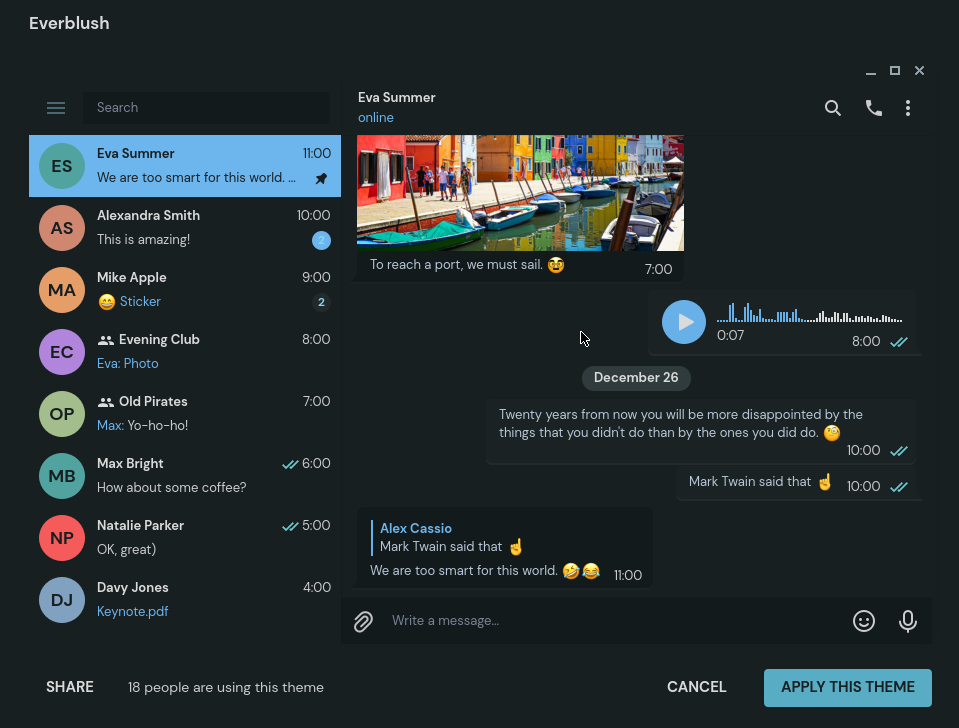 Everblush
Search
Eva Summer
online
ES
Eva Summer
11:00
We are too smart for this world. ...
AS
Alexandra Smith
10:00
This is amazing!
2
MA
Mike Apple
9:00
😄 Sticker
2
EC
Evening Club
8:00
Eva: Photo
OP
Old Pirates
7:00
Max: Yo-ho-ho!
MB
Max Bright
6:00
How about some coffee?
NP
Natalie Parker
5:00
OK, great)
DJ
Davy Jones
4:00
Keynote.pdf
To reach a port, we must sail. 🥸
7:00
0:07
8:00
December 26
Twenty years from now you will be more disappointed by the
things that you didn't do than by the ones you did do. 🧐
10:00
Mark Twain said that ☝️
10:00
Alex Cassio
Mark Twain said that ☝️
We are too smart for this world. 🤣😂
11:00
Write a message...
SHARE
18 people are using this theme
CANCEL
APPLY THIS THEME